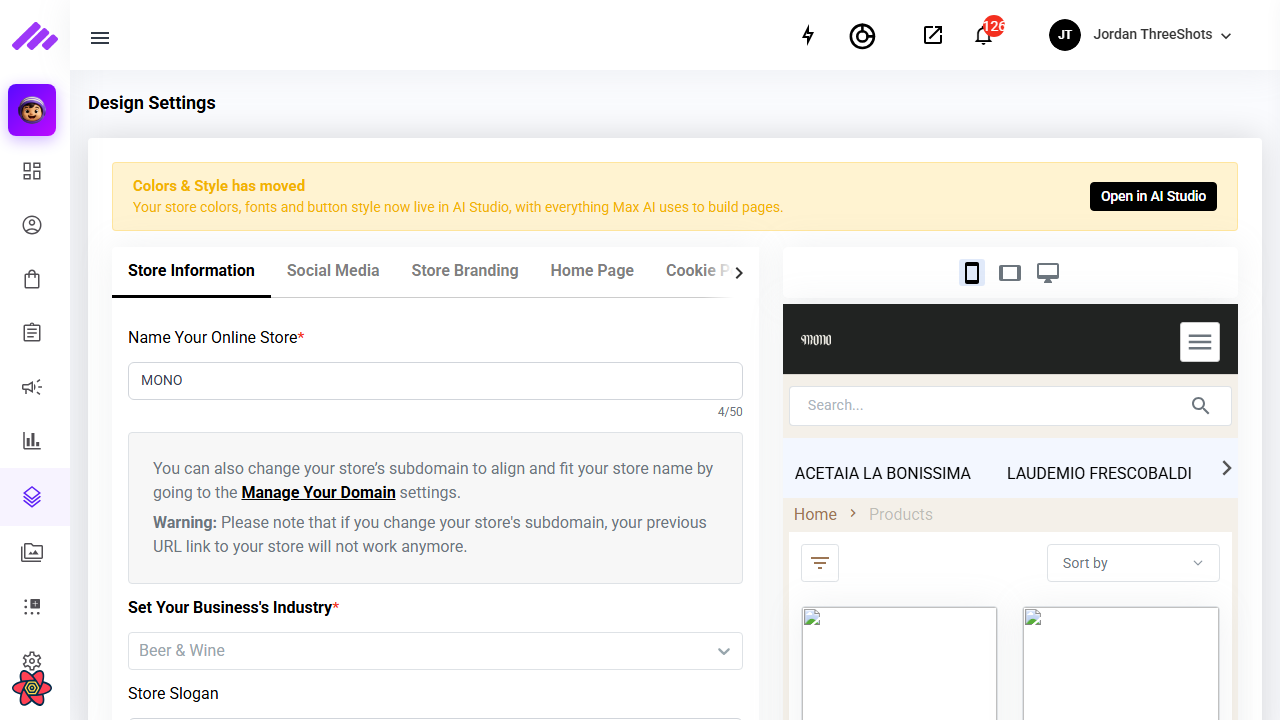 126
JT
Jordan ThreeShots
Design Settings
Colors & Style has moved
Your store colors, fonts and button style now live in AI Studio, with everything Max AI uses to build pages.
Open in AI Studio
Store Information
Social Media
Store Branding
Home Page
Cookie P
Name Your Online Store*
MONO
4/50
You can also change your store’s subdomain to align and fit your store name by
going to the Manage Your Domain settings.
Warning: Please note that if you change your store's subdomain, your previous
URL link to your store will not work anymore.
Set Your Business's Industry*
Beer & Wine
Store Slogan
mono
Search...
ACETAIA LA BONISSIMA
LAUDEMIO FRESCOBALDI
Home
Products
Sort by